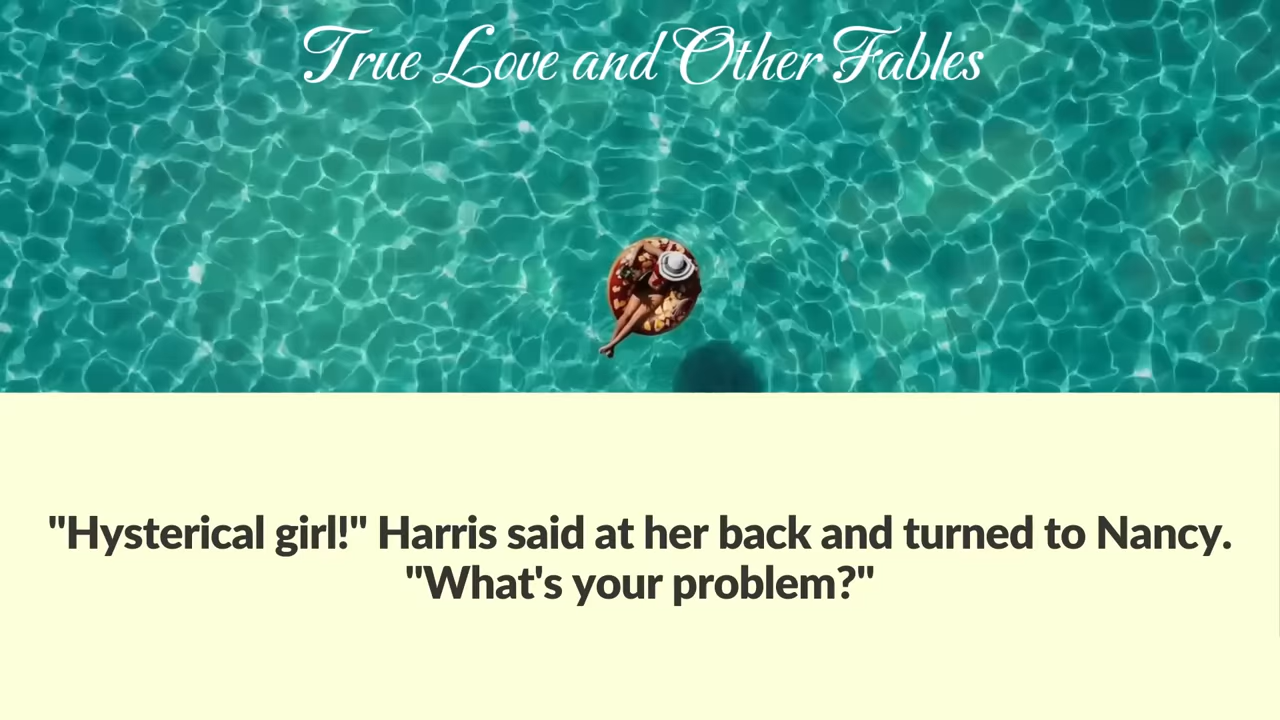 True Love and Other Fables
"Hysterical girl!" Harris said at her back and turned to Nancy.
"What's your problem?"